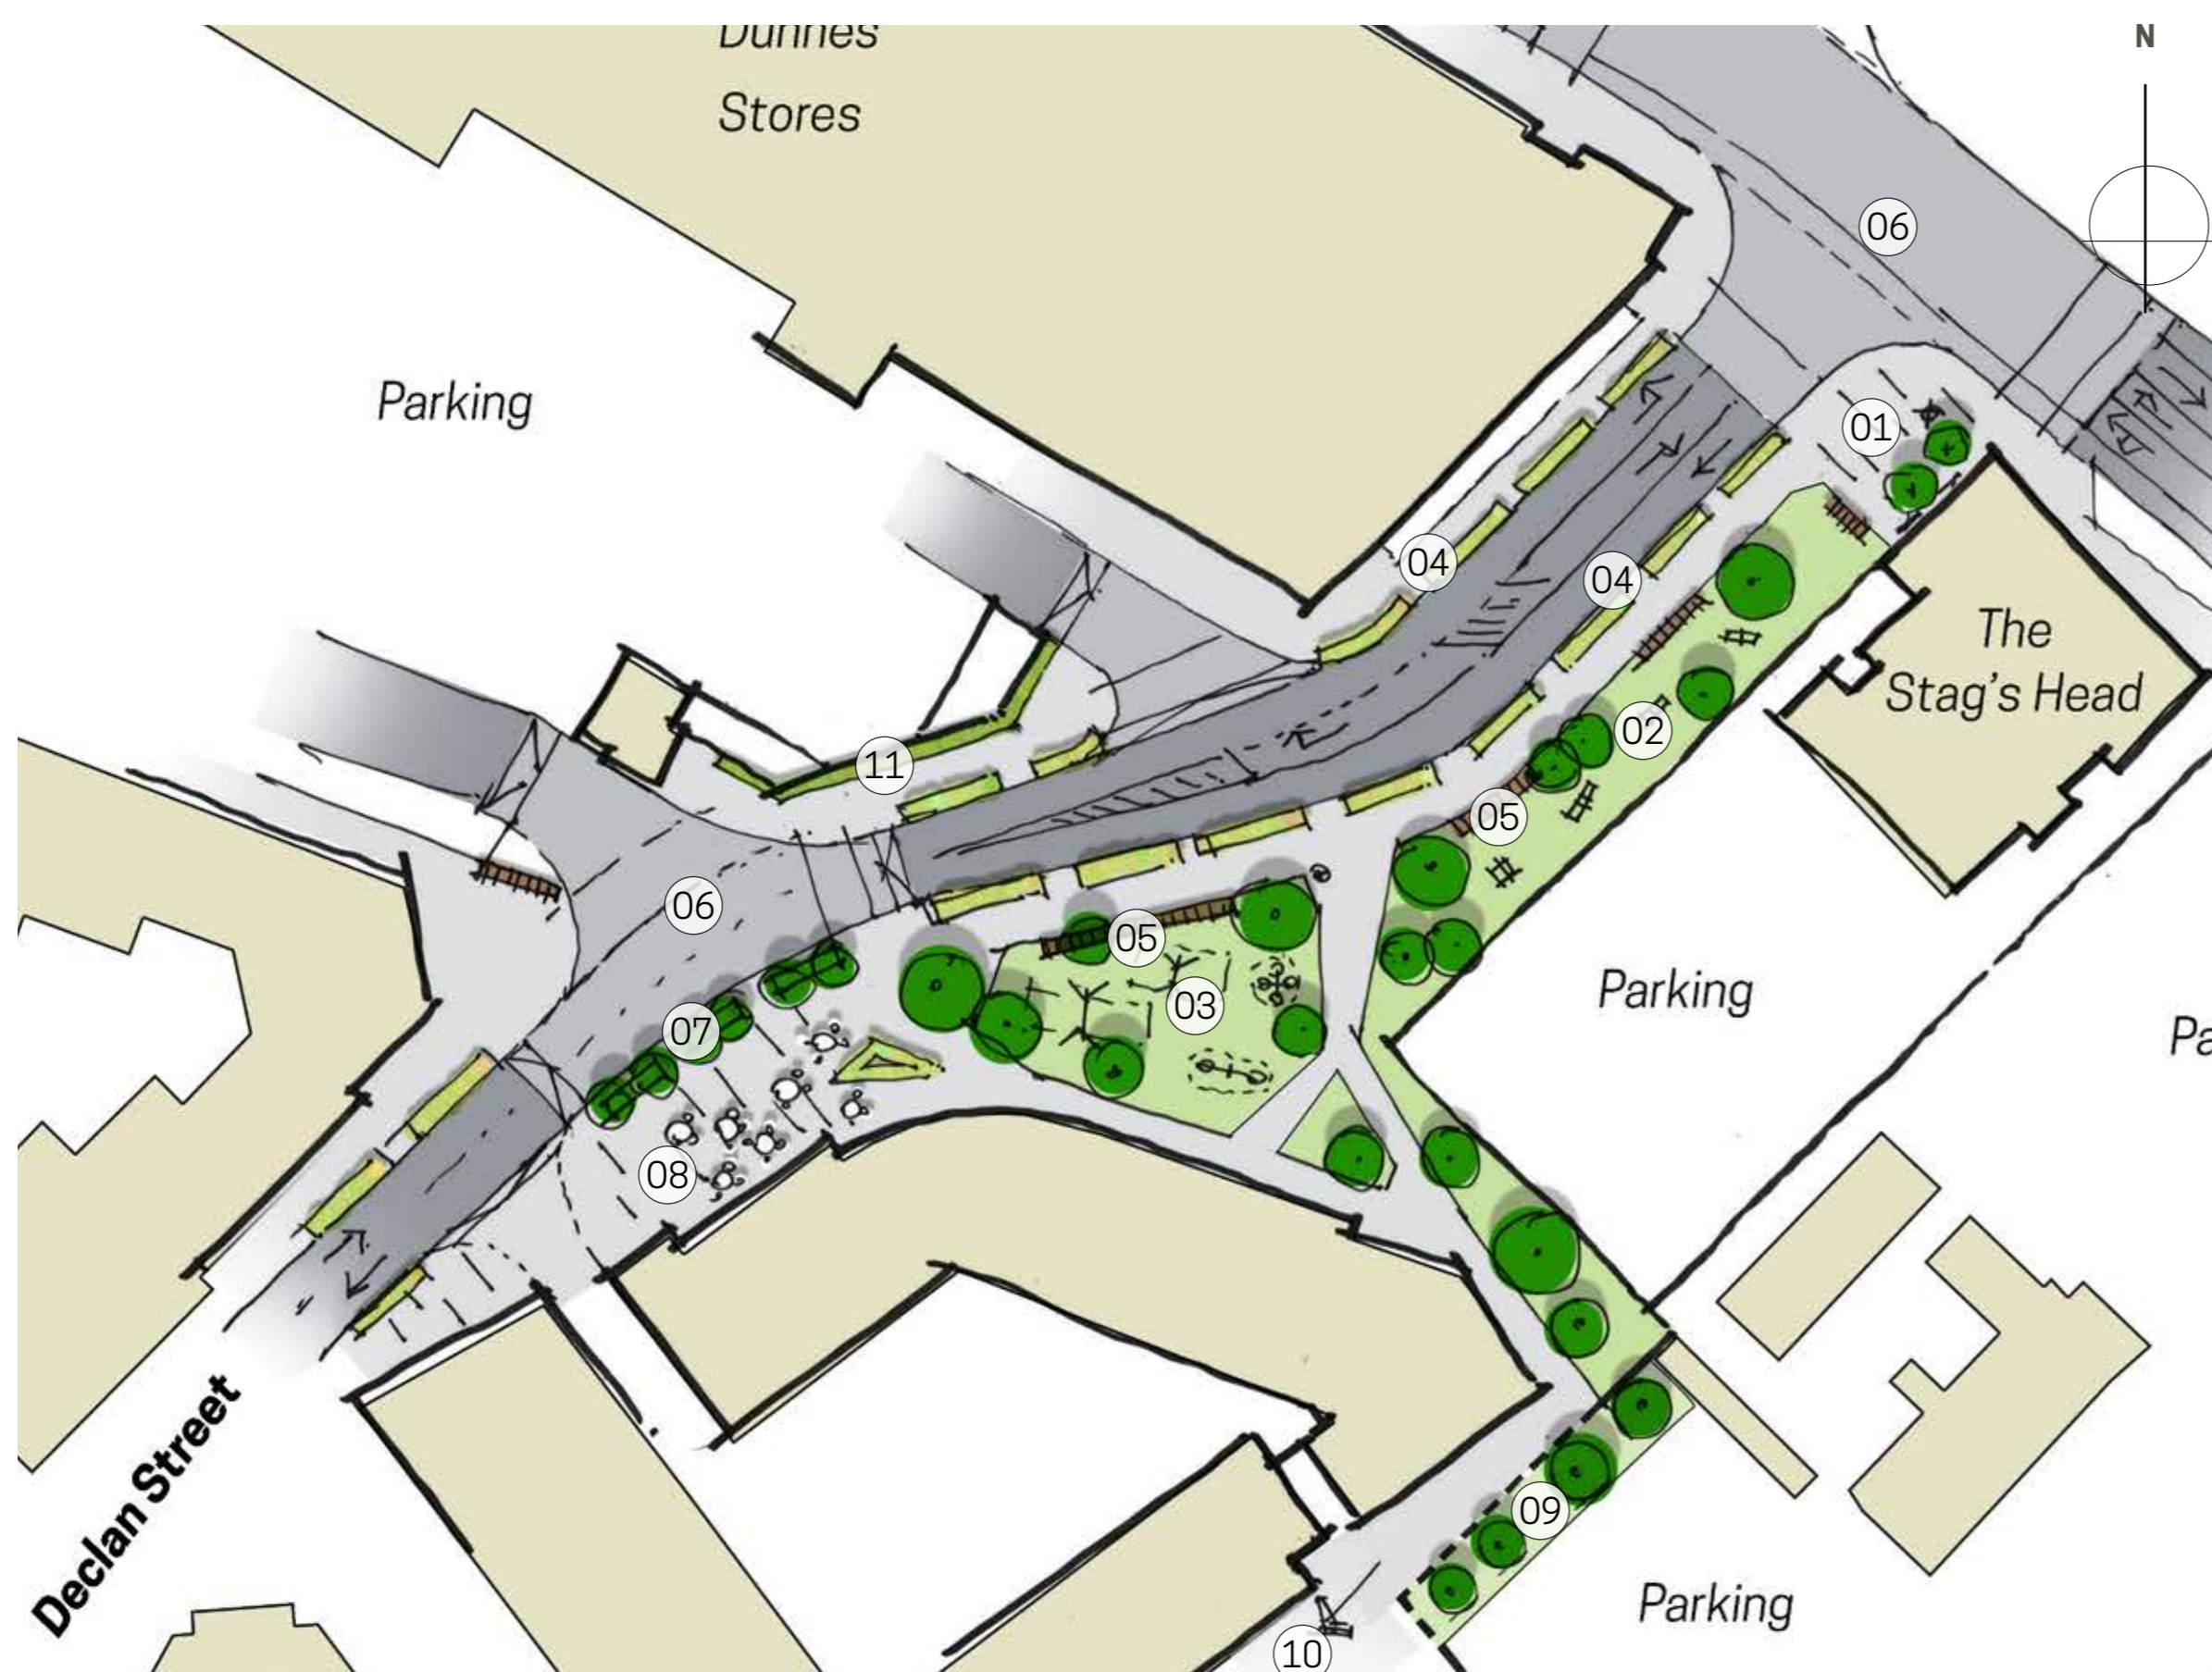 Dunnes
Stores
N
06
Parking
01
04
04
The
Stag's Head
02
11
05
06
05
03
Parking
Pa
07
08
Declan Street
09
Parking
10